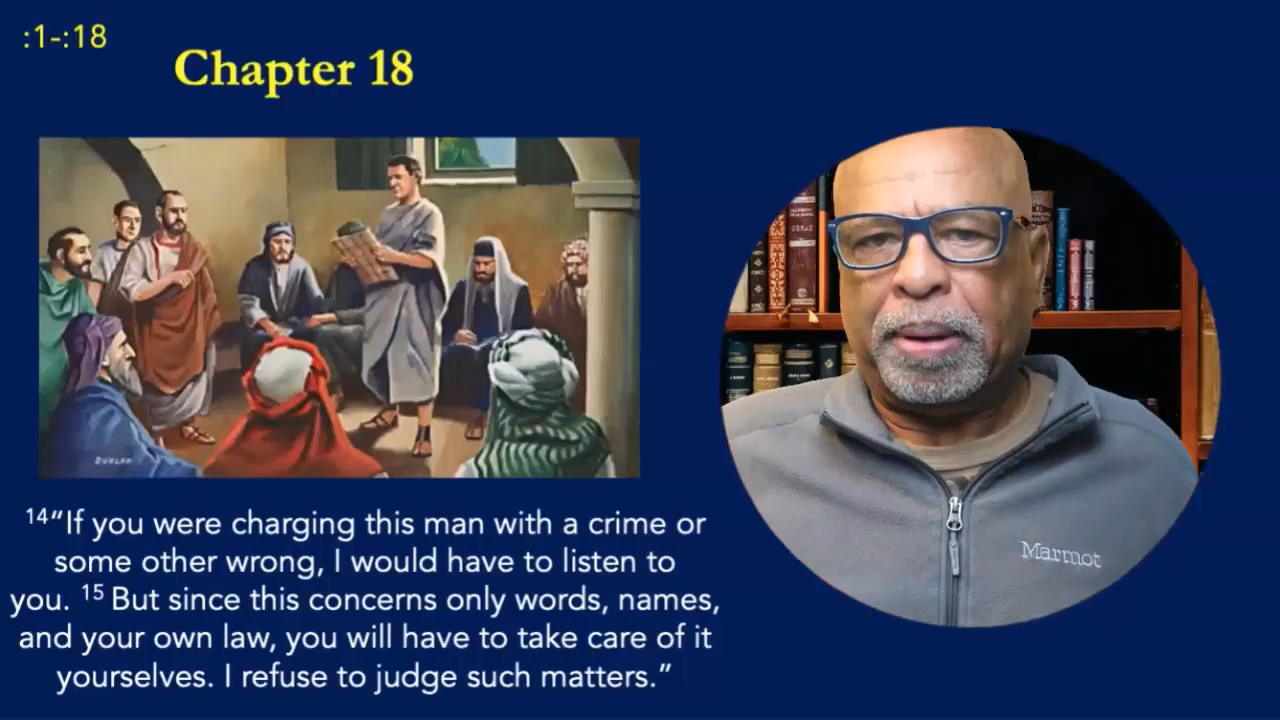 :1-:18
Chapter 18
DUNLAP
14“If you were charging this man with a crime or
some other wrong, I would have to listen to
you. 15 But since this concerns only words, names,
and your own law, you will have to take care of it
yourselves. I refuse to judge such matters.”
Marmot